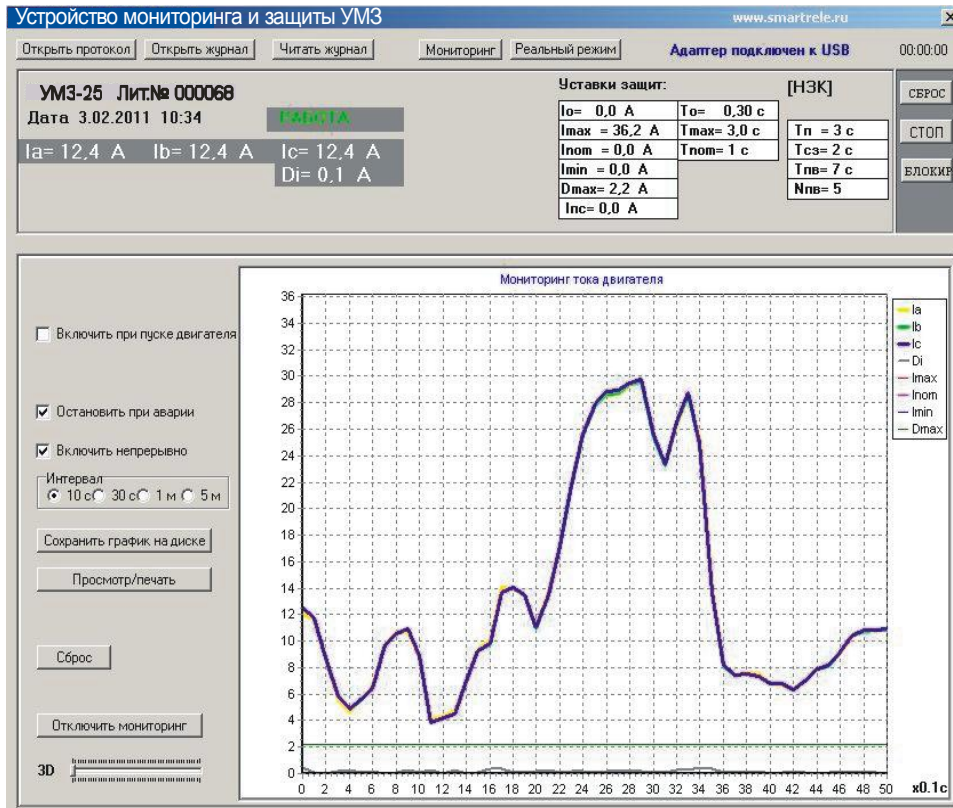 Устройство мониторинга и защиты УМЗ www.smartrele.ru
Открыть протокол Открыть журнал Читать журнал Мониторинг Реальный режим Адаптер подключен к USB 00:00:00
УМЗ-25 Лит.№ 000068
Дата 3.02.2011 10:34
РАБОТА
Ia= 12,4 A Ib= 12,4 A Ic= 12,4 A
Di= 0,1 A
Уставки защит: [НЗК]
Io= 0,0 A To= 0,30 с
Imax = 36,2 A Tmax= 3,0 с Тп = 3 с
Inom = 0,0 A Tnom= 1 с Тсз= 2 с
Imin = 0,0 A Тпв= 7 с
Dmax= 2,2 A Nпв= 5
Iпс= 0,0 A
СБРОС
СТОП
БЛОКИР
Включить при пуске двигателя
Остановить при аварии
Включить непрерывно
Интервал
10 с 30 с 1 м 5 м
Сохранить график на диске
Просмотр/печать
Сброс
Отключить мониторинг
3D
Мониторинг тока двигателя
36
34
32
30
28
26
24
22
20
18
16
14
12
10
8
6
4
2
0
0 2 4 6 8 10 12 14 16 18 20 22 24 26 28 30 32 34 36 38 40 42 44 46 48 50 x0.1с
Ia
Ib
Ic
Di
Imax
Inom
Imin
Dmax